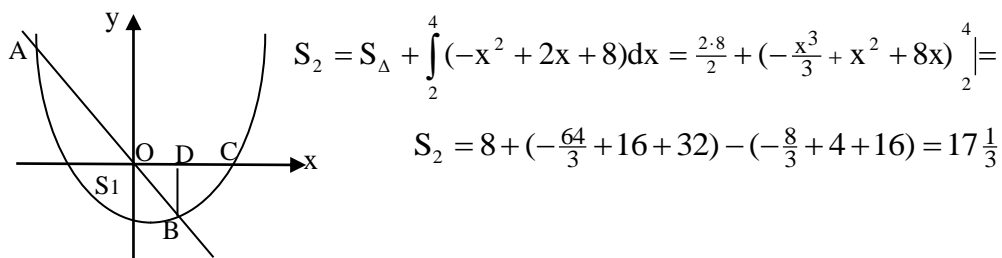 y
A
S₂ = S_Δ + ∫₂⁴ (-x² + 2x + 8)dx = 2·8/2 + (-x³/3 + x² + 8x) ₂⁴| =
S₂ = 8 + (-64/3 + 16 + 32) - (-8/3 + 4 + 16) = 17 1/3
O D C x
S1
B